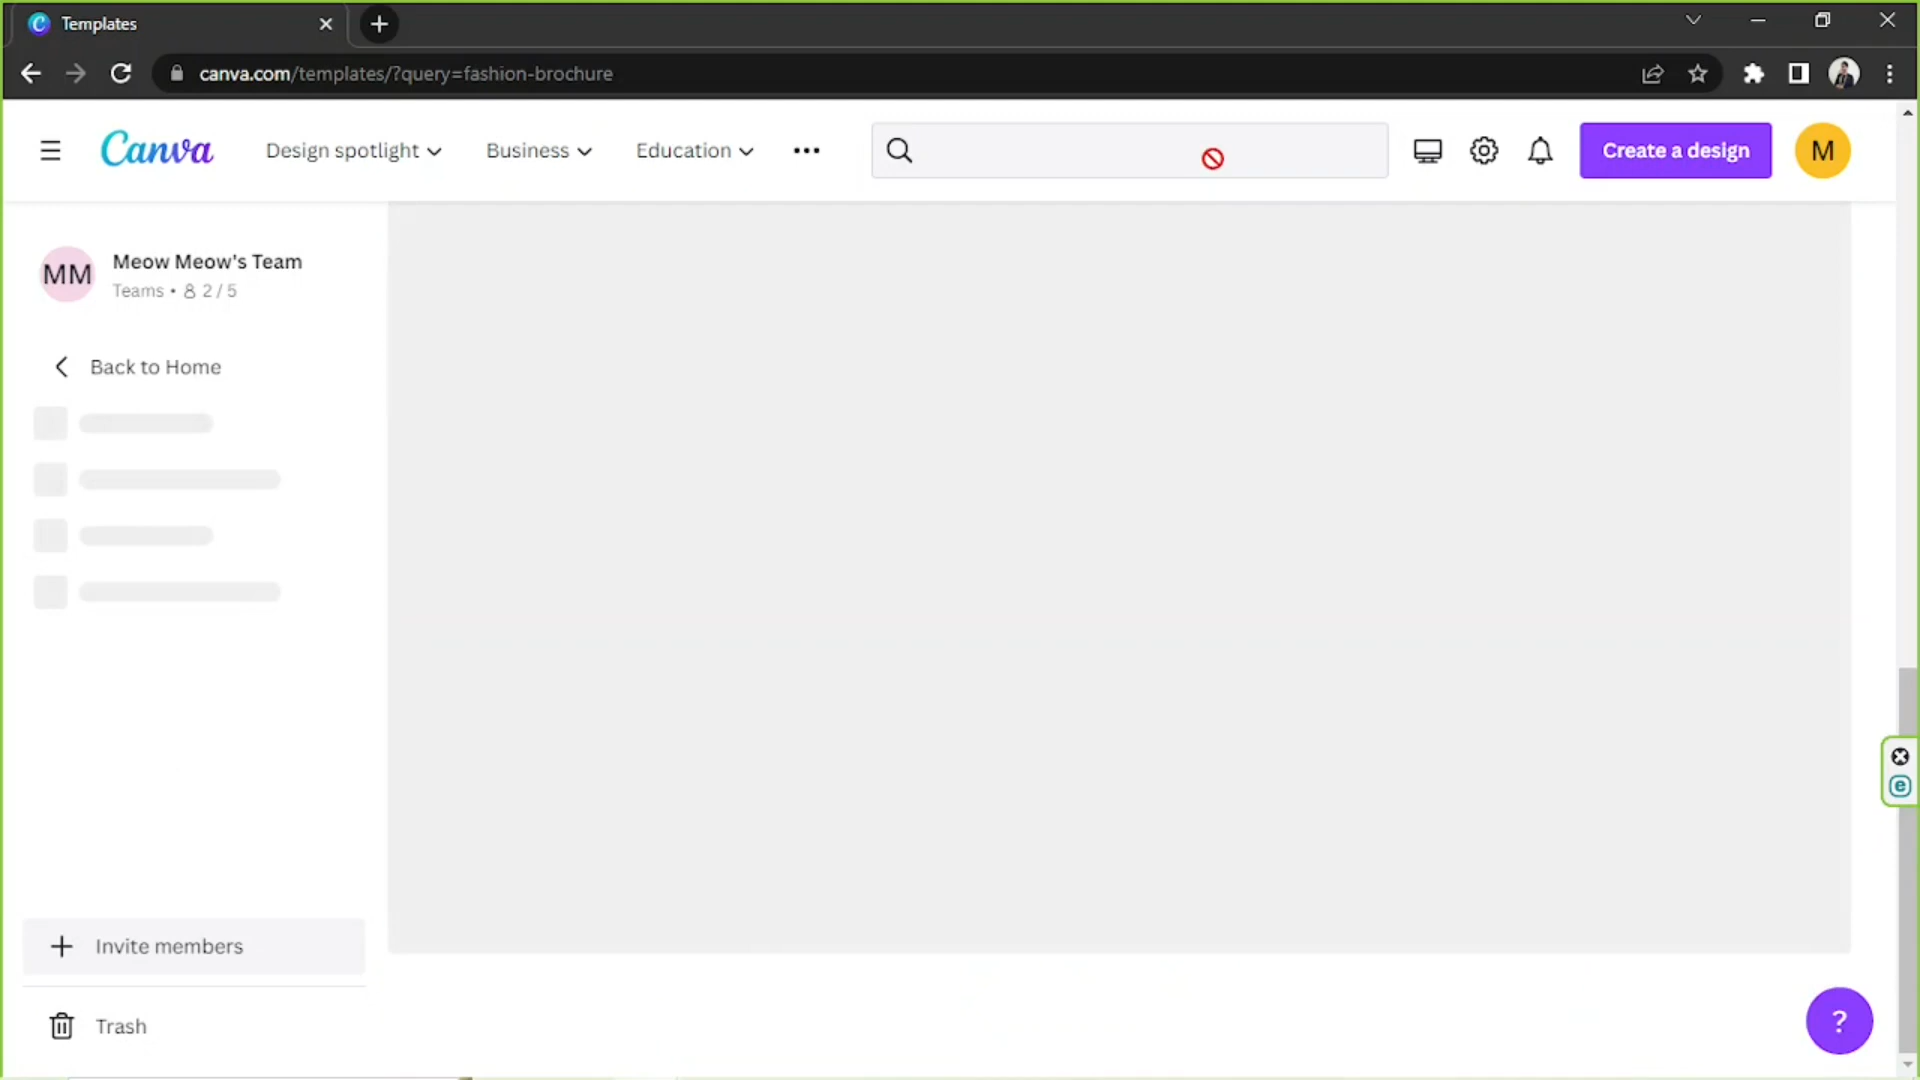 Templates
canva.com/templates/?query=fashion-brochure
Canva
Design spotlight
Business
Education
Create a design
M
MM
Meow Meow's Team
Teams • 2 / 5
Back to Home
Invite members
Trash
?
e